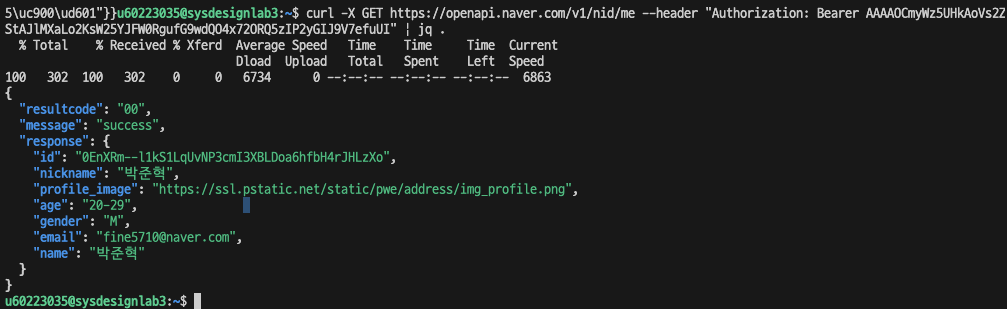 5\uc900\ud601"}}u60223035@sysdesignlab3:~$ curl -X GET https://openapi.naver.com/v1/nid/me --header "Authorization: Bearer AAAAOCmyWz5UHkAoVs2Z
StAJlMXaLo2KsW25YJFW0RgufG9wdQO4x72ORQ5zIP2yGIJ9V7efuUI" | jq .
% Total % Received % Xferd Average Speed Time Time Time Current
Dload Upload Total Spent Left Speed
100 302 100 302 0 0 6734 0 --:--:-- --:--:-- --:--:-- 6863
{
"resultcode": "00",
"message": "success",
"response": {
"id": "0EnXRm--l1kS1LqUvNP3cmI3XBLDoa6hfbH4rJHLzXo",
"nickname": "박준혁",
"profile_image": "https://ssl.pstatic.net/static/pwe/address/img_profile.png",
"age": "20-29",
"gender": "M",
"email": "fine5710@naver.com",
"name": "박준혁"
}
}
u60223035@sysdesignlab3:~$